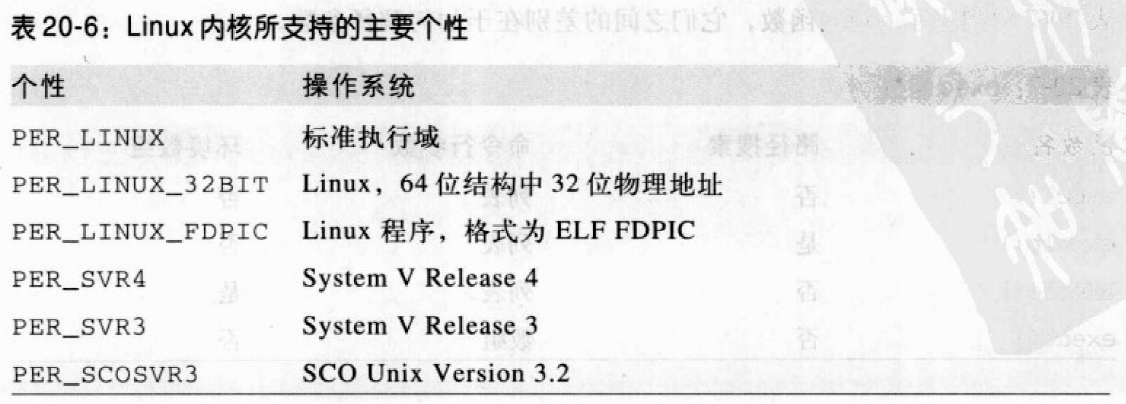 表 20-6：Linux 内核所支持的主要个性
个性 操作系统
PER_LINUX 标准执行域
PER_LINUX_32BIT Linux，64 位结构中 32 位物理地址
PER_LINUX_FDPIC Linux 程序，格式为 ELF FDPIC
PER_SVR4 System V Release 4
PER_SVR3 System V Release 3
PER_SCOSVR3 SCO Unix Version 3.2